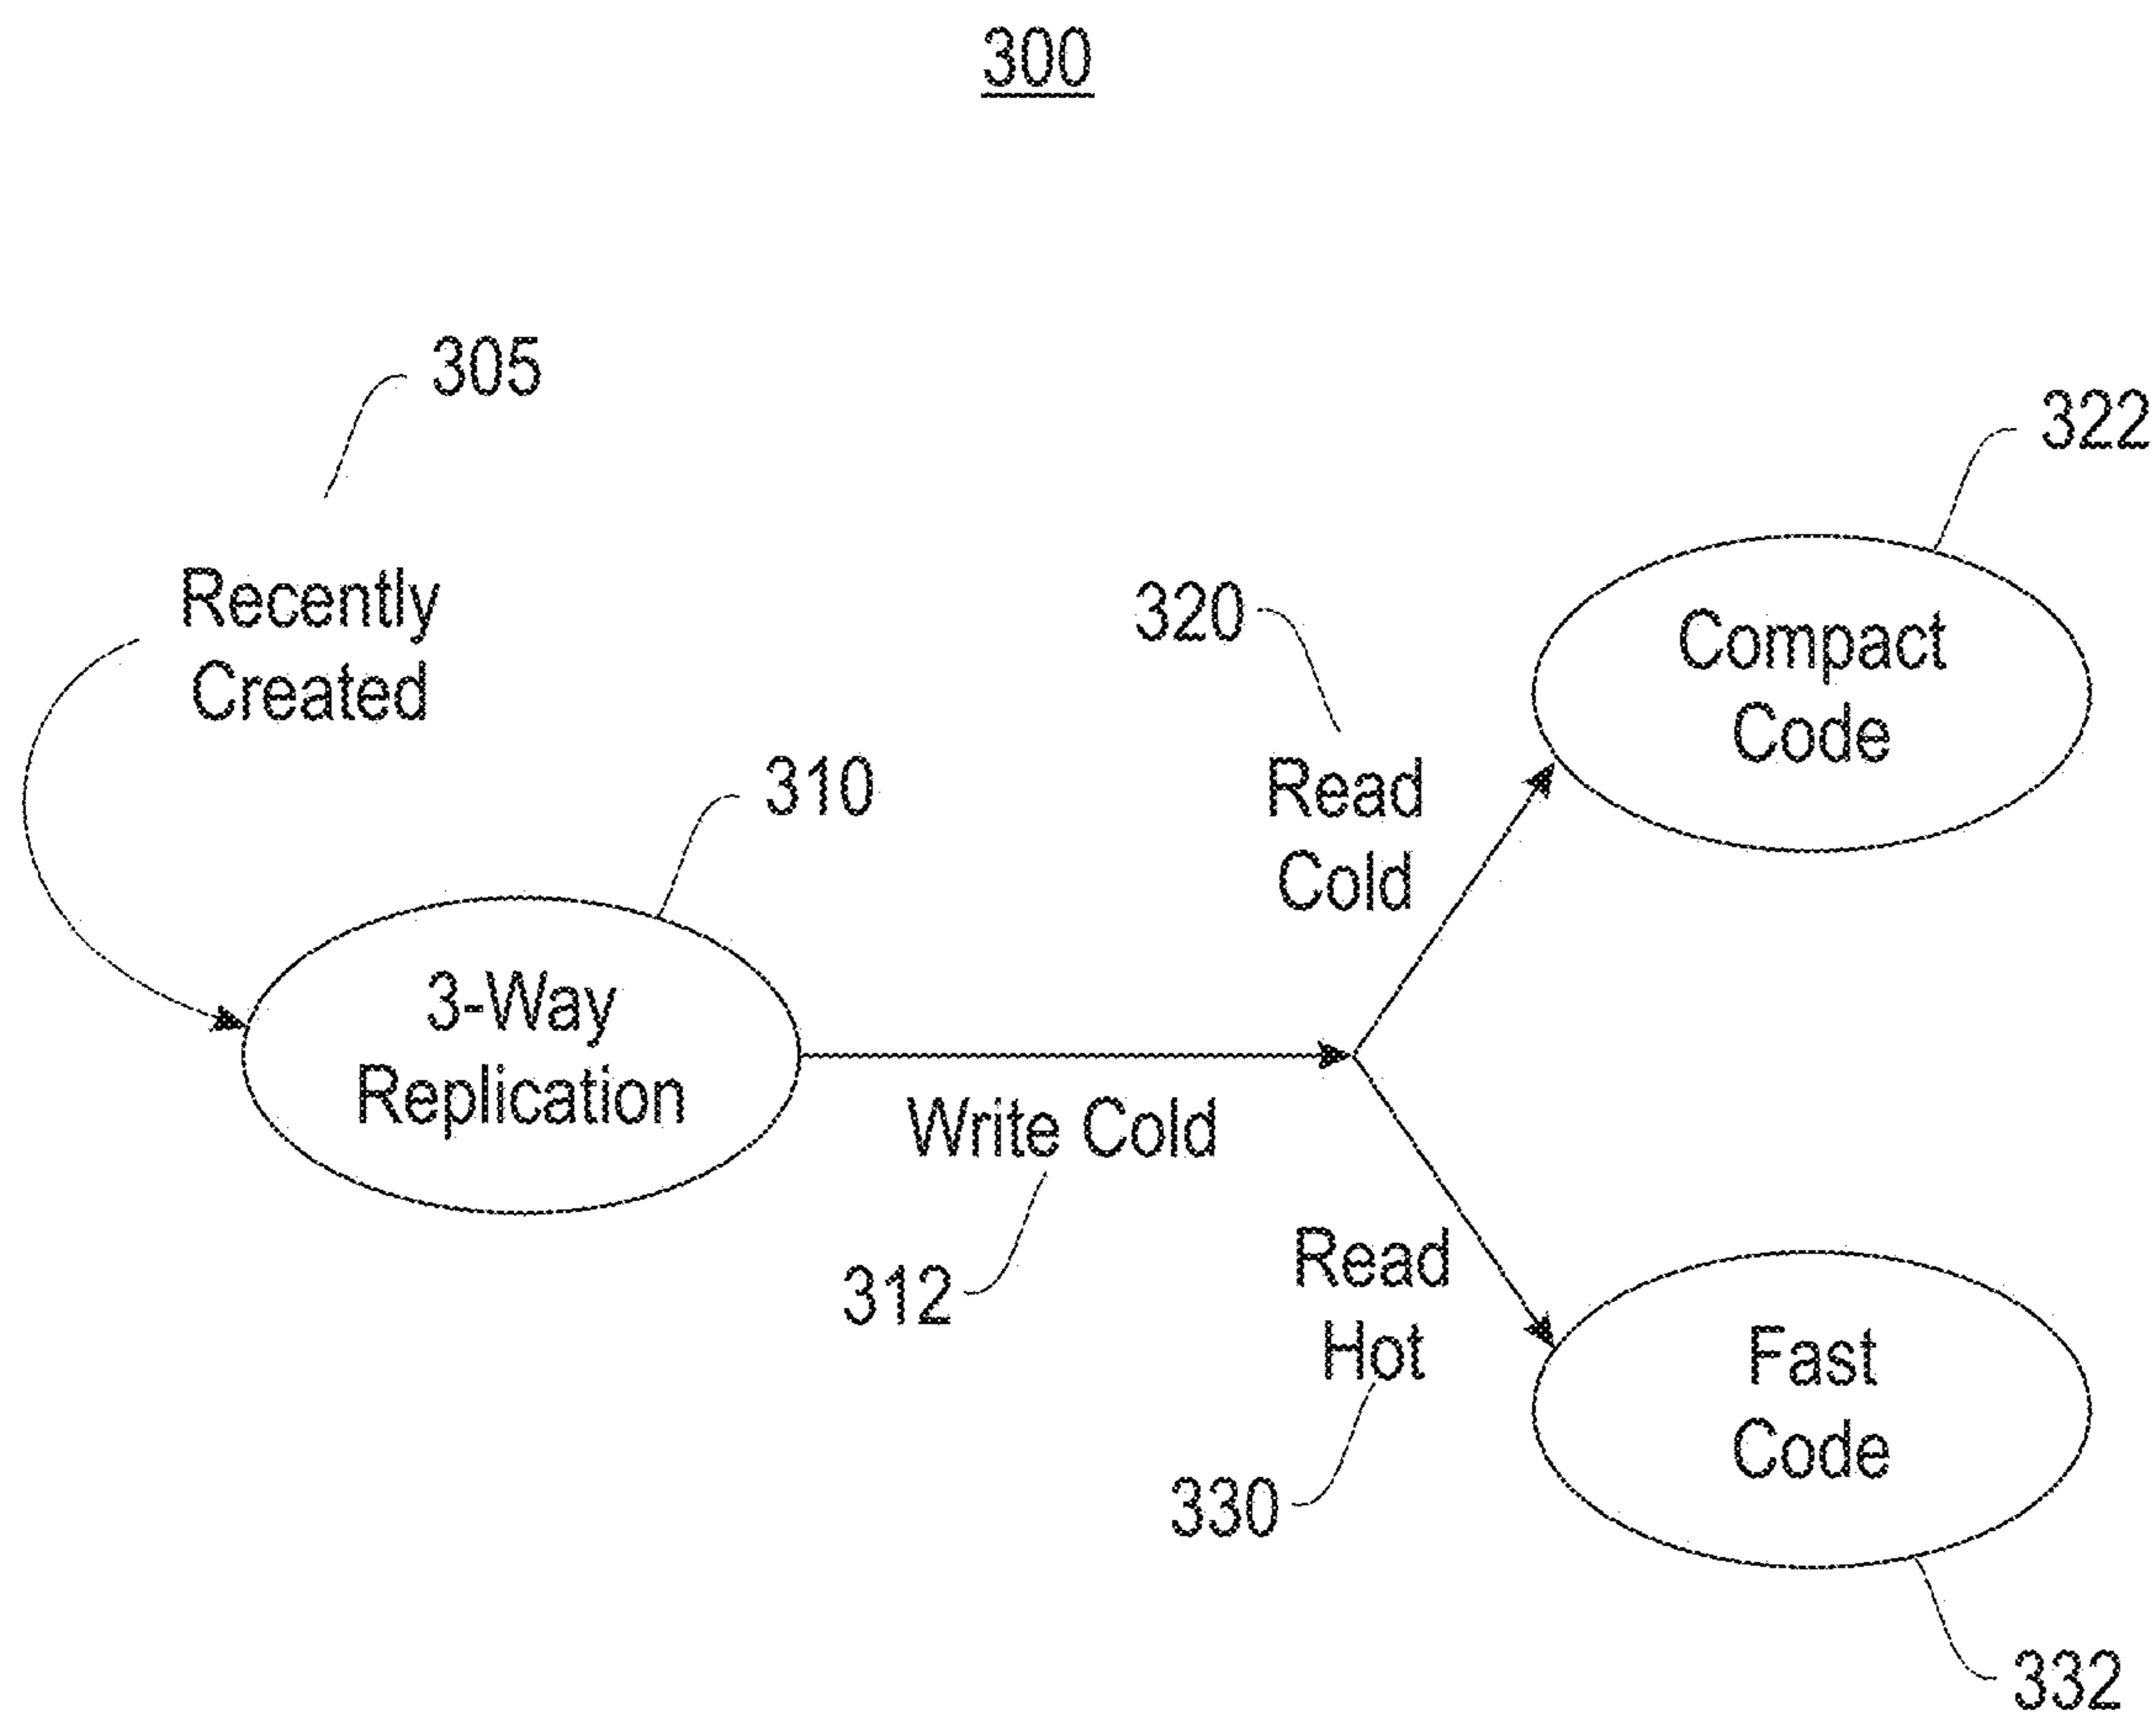 300
305
Recently
Created
310
3-Way
Replication
Write Cold
312
320
Read
Cold
322
Compact
Code
Read
Hot
330
Fast
Code
332